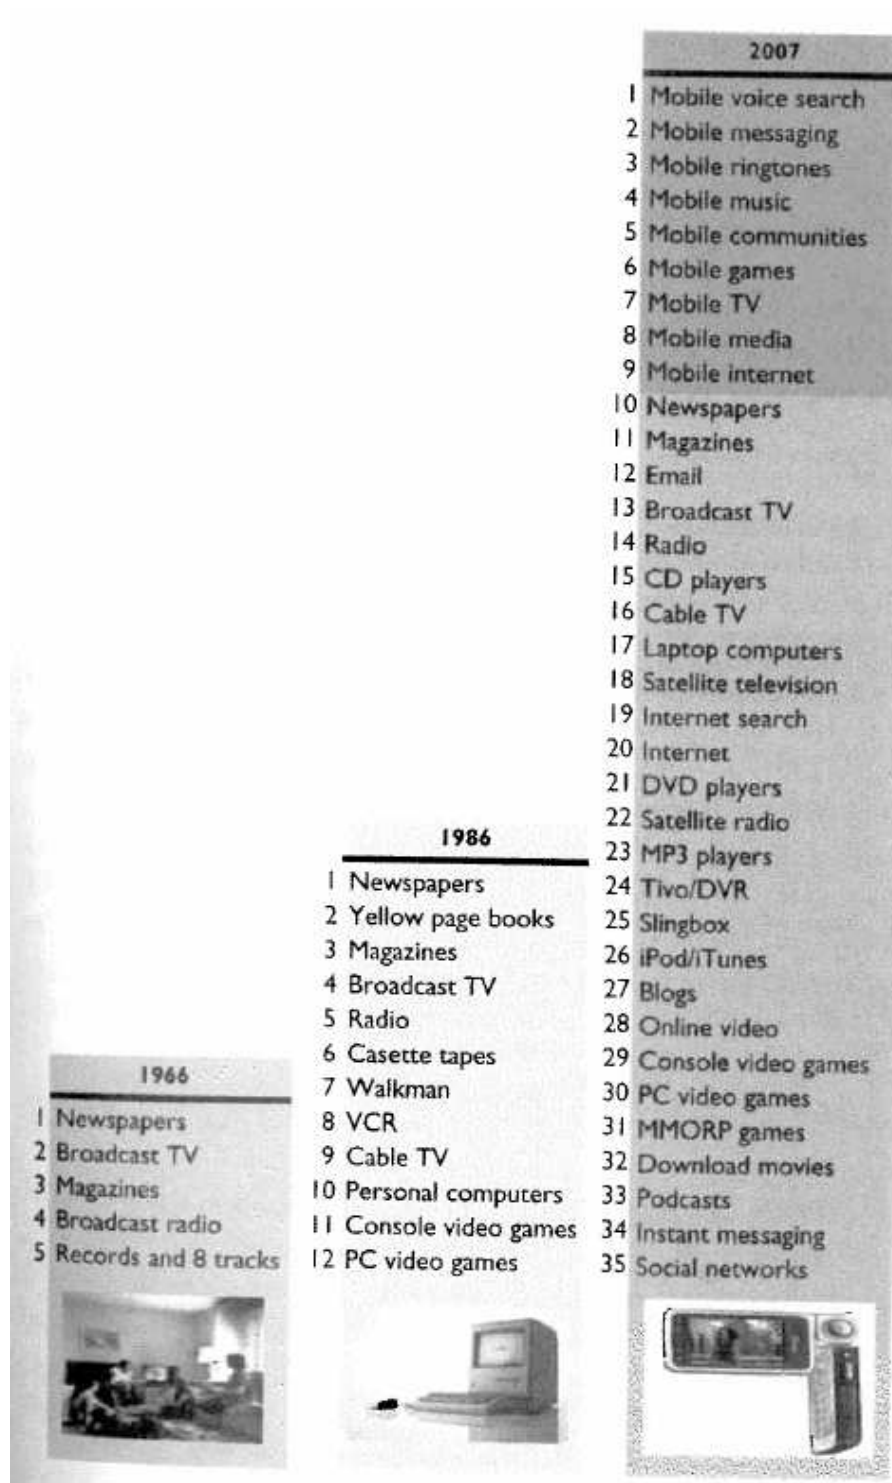 2007
1 Mobile voice search
2 Mobile messaging
3 Mobile ringtones
4 Mobile music
5 Mobile communities
6 Mobile games
7 Mobile TV
8 Mobile media
9 Mobile internet
10 Newspapers
11 Magazines
12 Email
13 Broadcast TV
14 Radio
15 CD players
16 Cable TV
17 Laptop computers
18 Satellite television
19 Internet search
20 Internet
21 DVD players
22 Satellite radio
23 MP3 players
24 Tivo/DVR
25 Slingbox
26 iPod/iTunes
27 Blogs
28 Online video
29 Console video games
30 PC video games
31 MMORP games
32 Download movies
33 Podcasts
34 Instant messaging
35 Social networks
1986
1 Newspapers
2 Yellow page books
3 Magazines
4 Broadcast TV
5 Radio
6 Casette tapes
7 Walkman
8 VCR
9 Cable TV
10 Personal computers
11 Console video games
12 PC video games
1966
1 Newspapers
2 Broadcast TV
3 Magazines
4 Broadcast radio
5 Records and 8 tracks